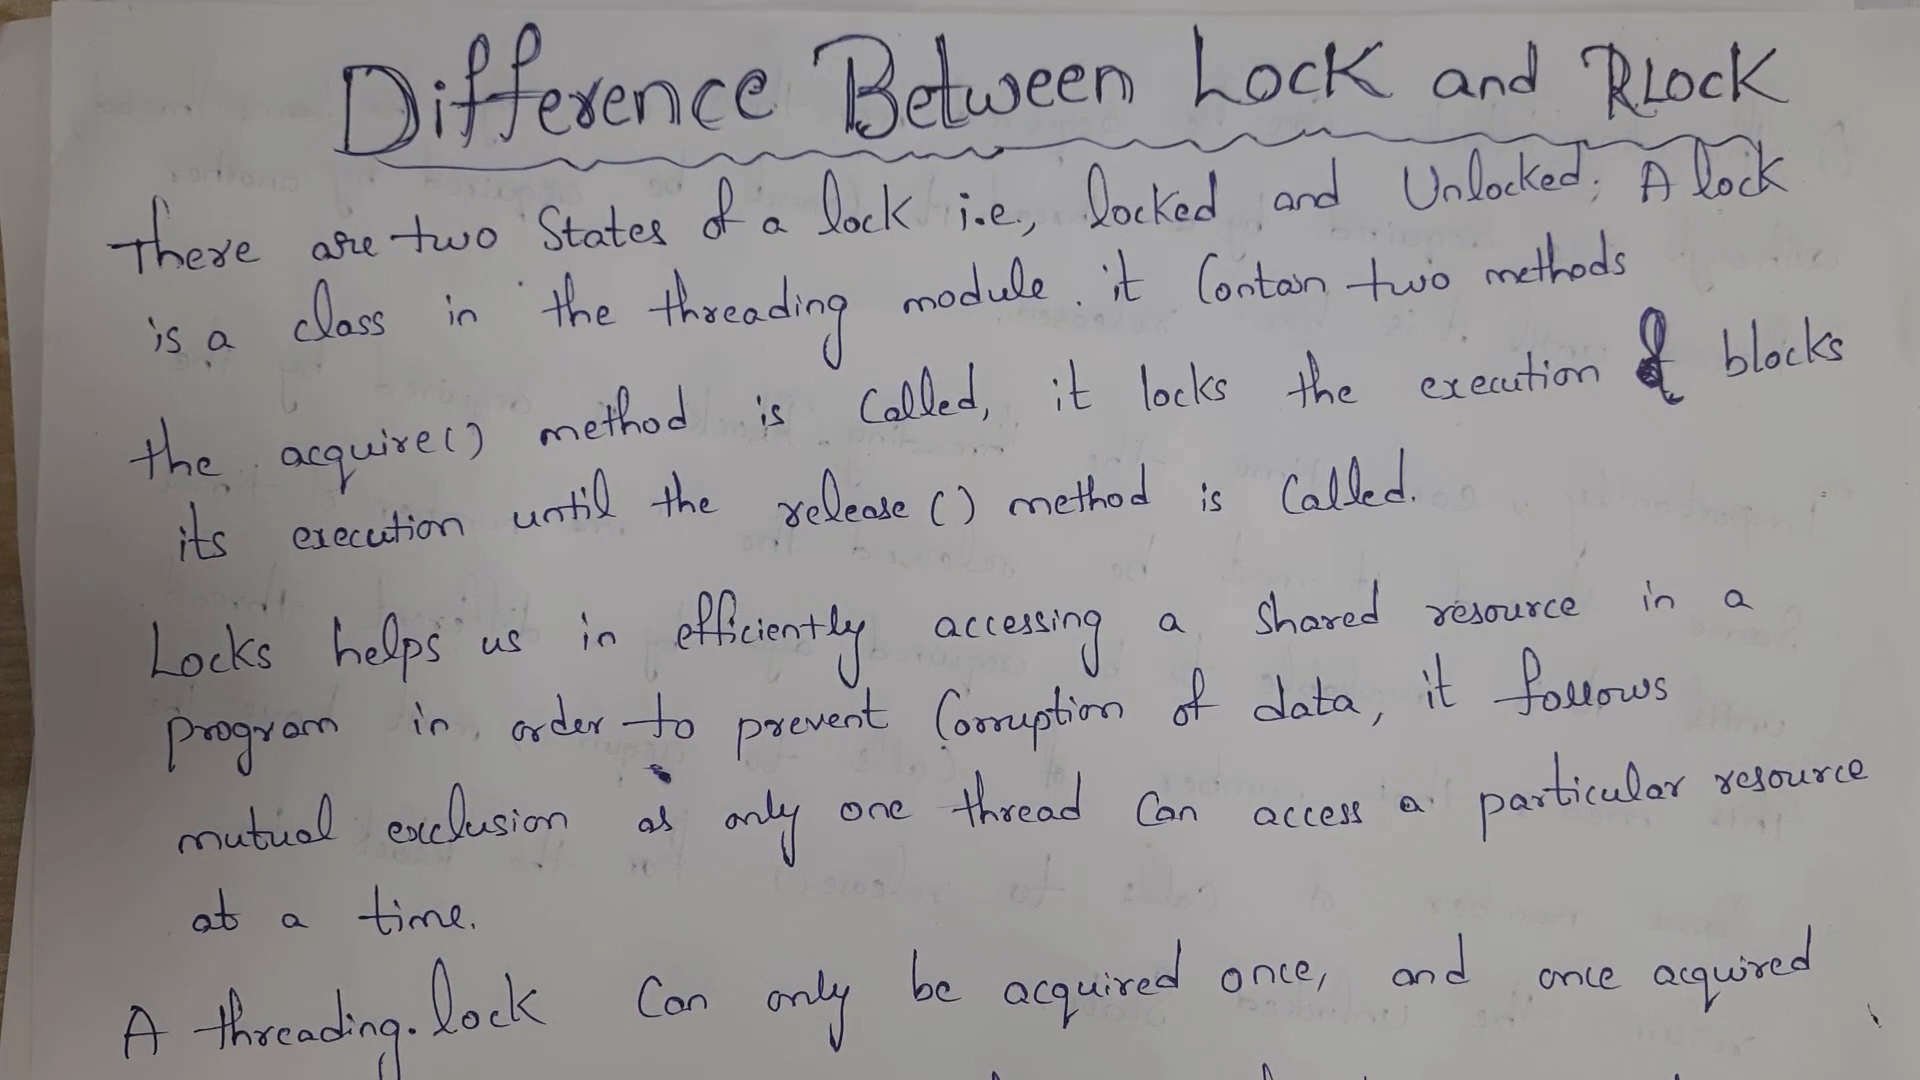 Difference Between Lock and RLock
There are two States of a lock i.e., locked and Unlocked. A lock
is a class in the threading module. it Contain two methods
the acquire() method is Called, it locks the execution & blocks
its execution until the release () method is Called.
Locks helps us in efficiently accessing a Shared resource in a
program in order to prevent Corruption of data, it follows
mutual exclusion as only one thread Can access a particular resource
at a time.
A threading.lock Can only be acquired once, and once acquired